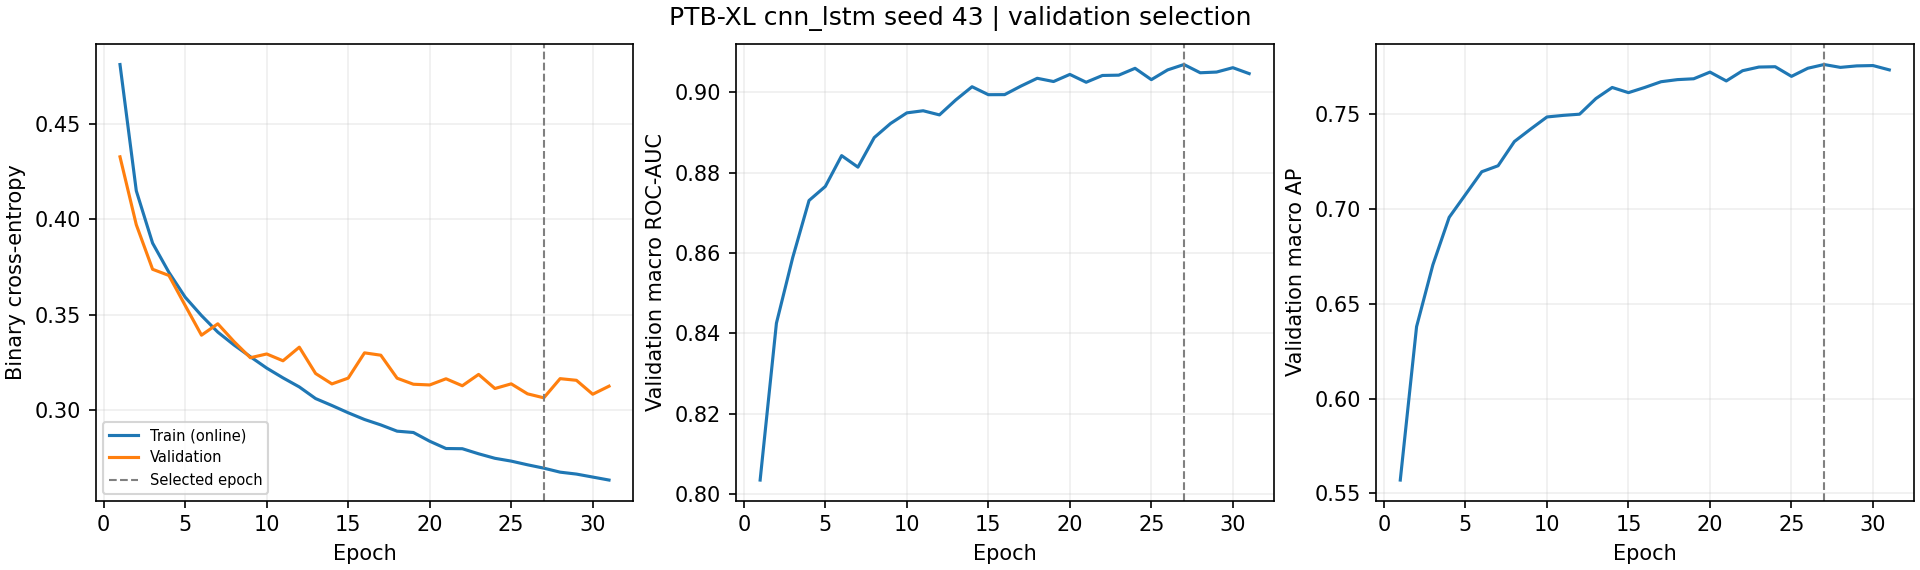 PTB-XL cnn_lstm seed 43 | validation selection
Binary cross-entropy
0.45
0.40
0.35
0.30
Train (online)
Validation
Selected epoch
0 5 10 15 20 25 30
Epoch
Validation macro ROC-AUC
0.90
0.88
0.86
0.84
0.82
0.80
0 5 10 15 20 25 30
Epoch
Validation macro AP
0.75
0.70
0.65
0.60
0.55
0 5 10 15 20 25 30
Epoch